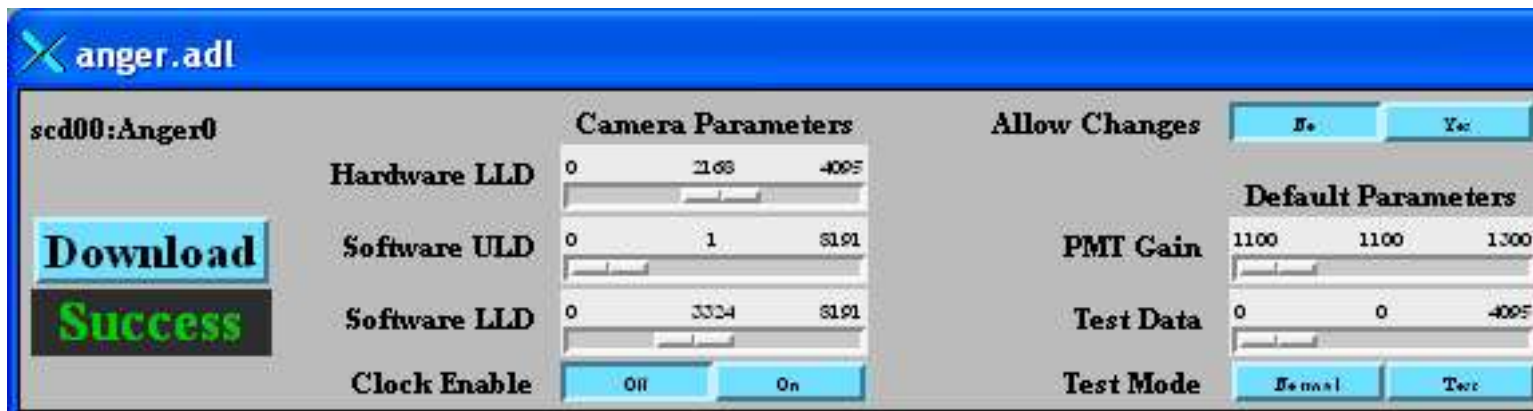 anger.adl
scd00:Anger0
Camera Parameters
Allow Changes No Yes
Hardware LLD 0 2168 4095
Default Parameters
Download
Software ULD 0 1 8191
PMT Gain 1100 1100 1300
Success
Software LLD 0 3334 8191
Test Data 0 0 4095
Clock Enable Off On
Test Mode Normal Test